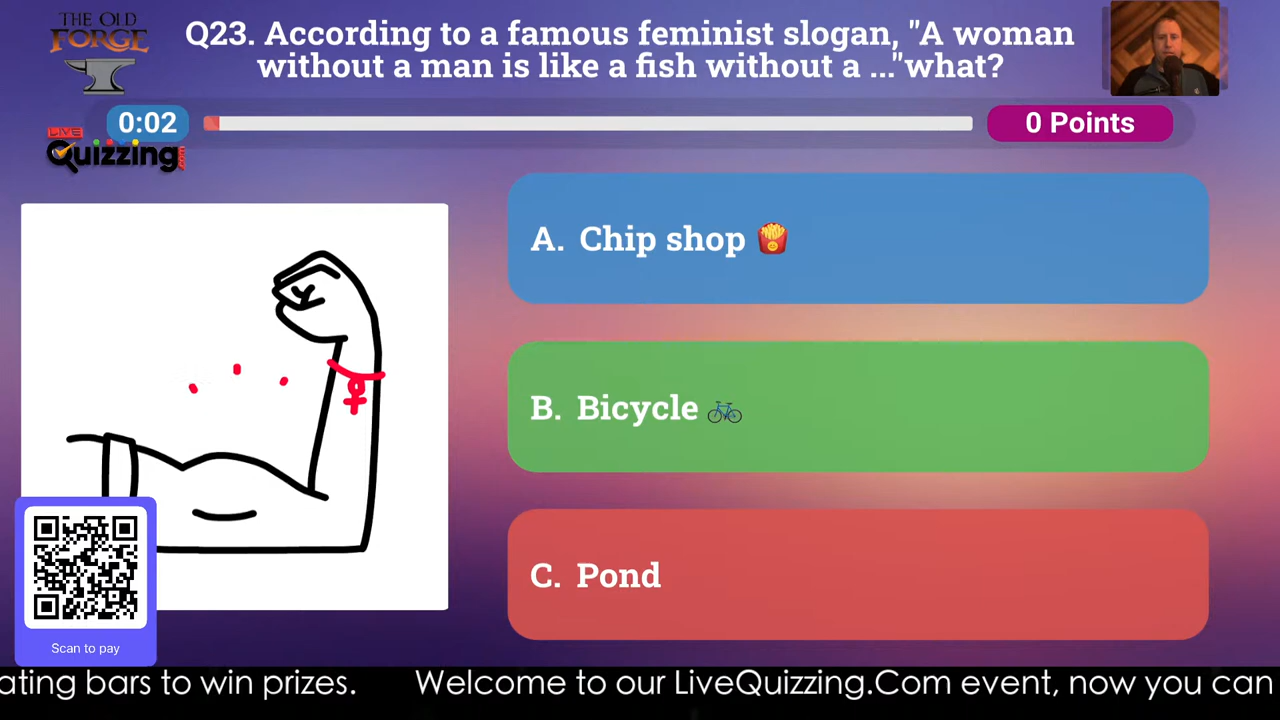 THE OLD
FORGE
Q23. According to a famous feminist slogan, "A woman
without a man is like a fish without a ..."what?
0:02
0 Points
LIVE
Quizzing
A. Chip shop
B. Bicycle
C. Pond
Scan to pay
ating bars to win prizes. Welcome to our LiveQuizzing.Com event, now you can